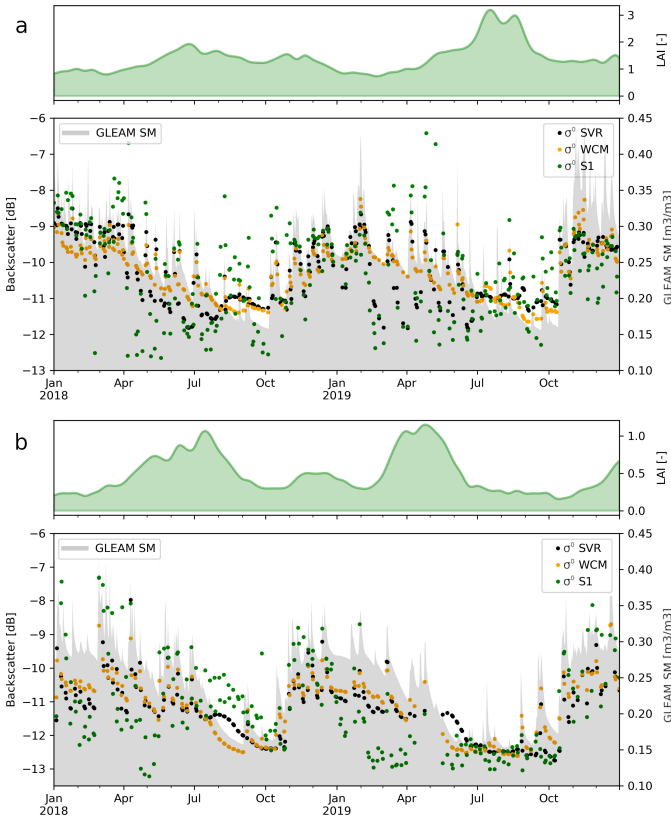 a
3
2
1
0
LAI [-]
−6
−7
−8
−9
−10
−11
−12
−13
Backscatter [dB]
GLEAM SM
σ⁰ SVR
σ⁰ WCM
σ⁰ S1
0.45
0.40
0.35
0.30
0.25
0.20
0.15
0.10
GLEAM SM [m3/m3]
Jan Apr Jul Oct Jan Apr Jul Oct
2018 2019
b
1.0
0.5
0.0
LAI [-]
−6
−7
−8
−9
−10
−11
−12
−13
Backscatter [dB]
GLEAM SM
σ⁰ SVR
σ⁰ WCM
σ⁰ S1
0.45
0.40
0.35
0.30
0.25
0.20
0.15
0.10
GLEAM SM [m3/m3]
Jan Apr Jul Oct Jan Apr Jul Oct
2018 2019